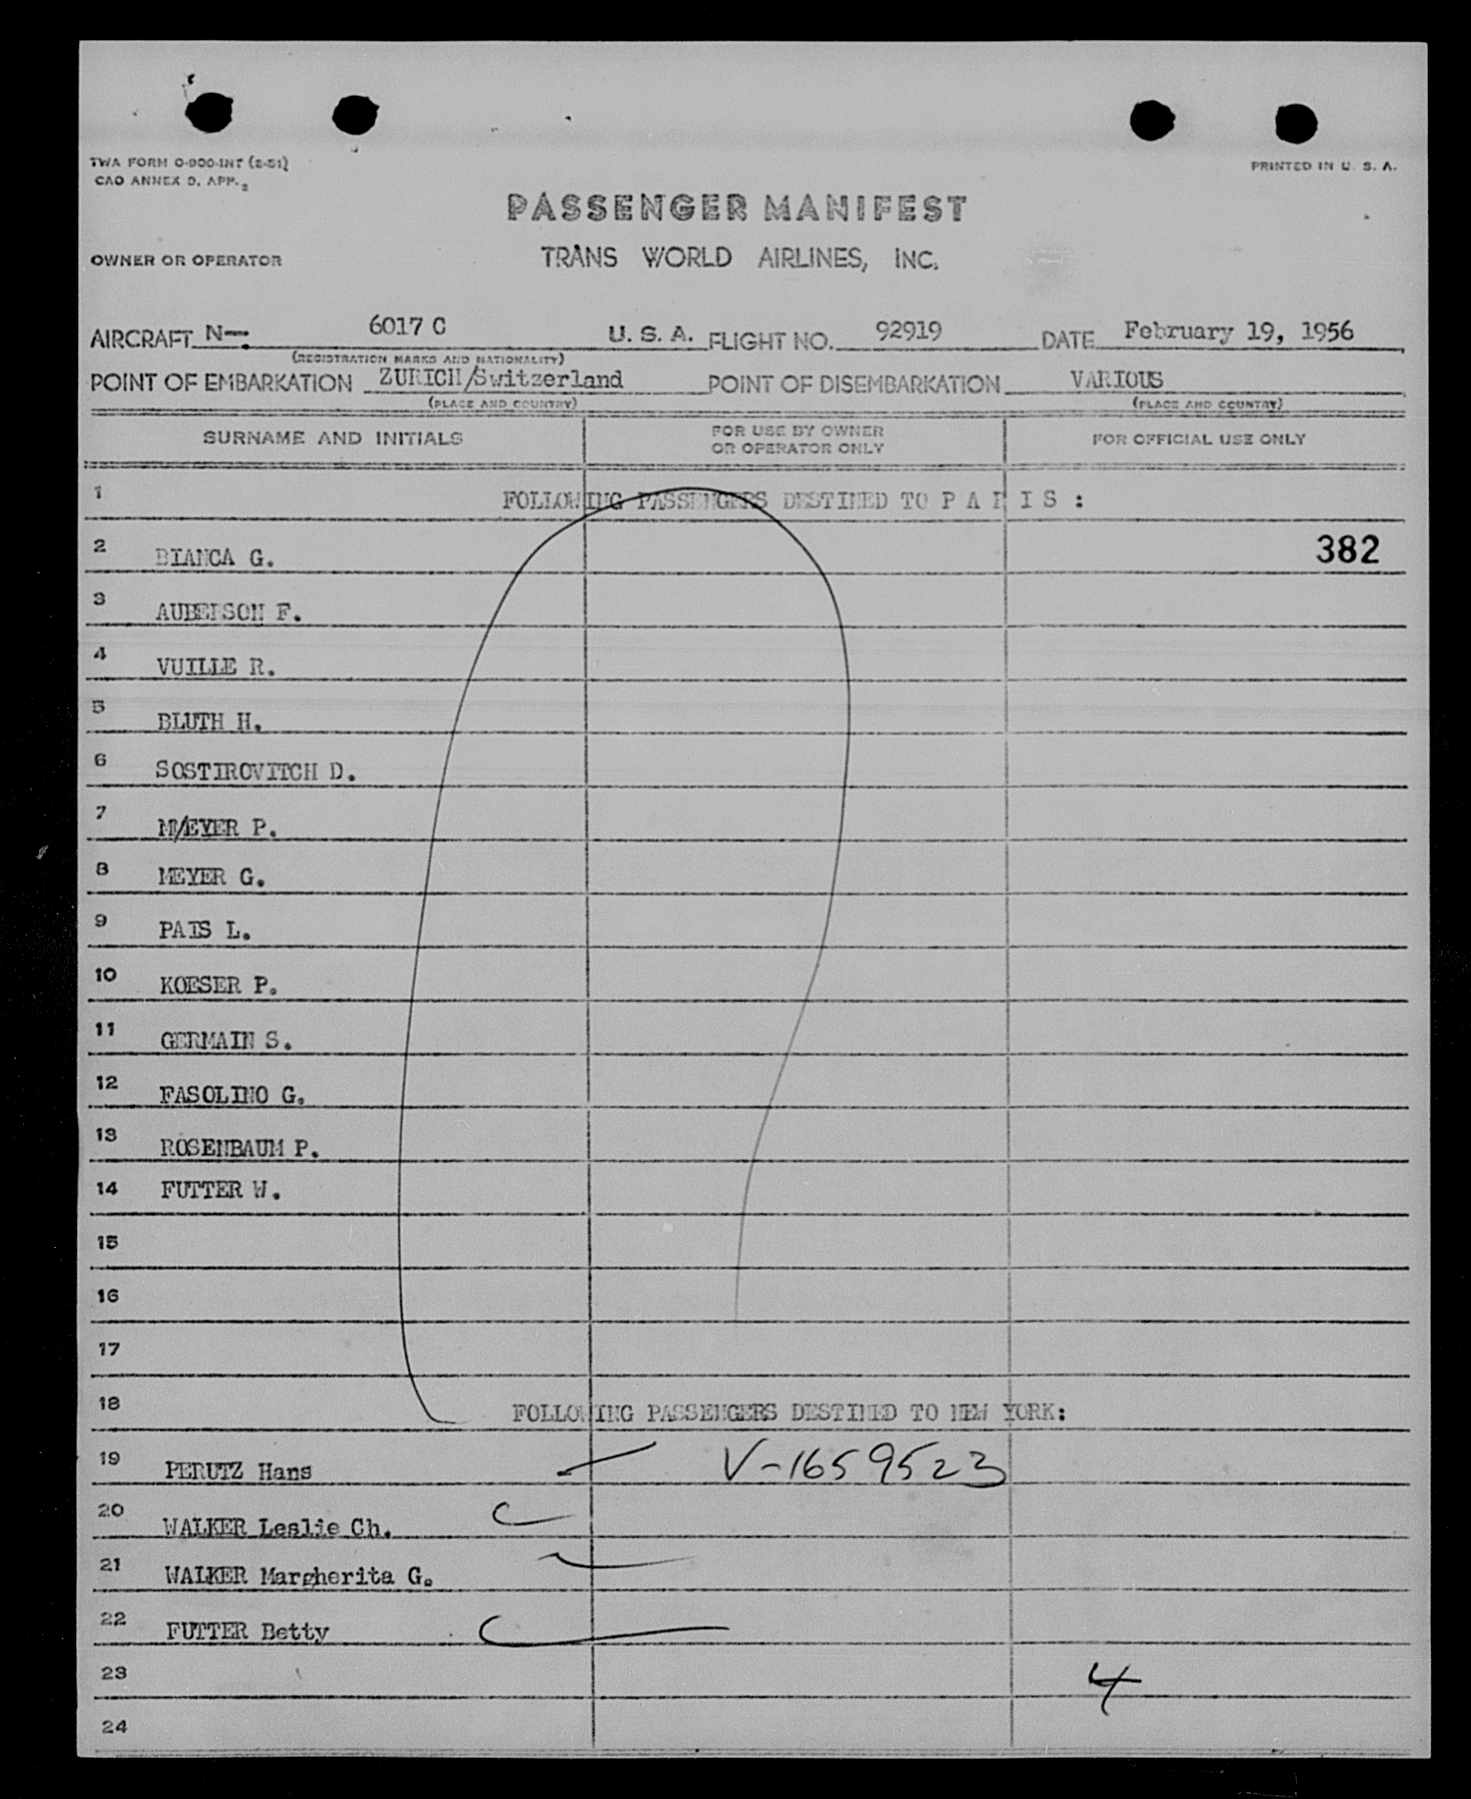 TWA FORM O-900-INT (2-51)
CAO ANNEX 9, APP. 2
PRINTED IN U. S. A.
PASSENGER MANIFEST
OWNER OR OPERATOR
TRANS WORLD AIRLINES, INC.
AIRCRAFT N—. 6017 C U. S. A. FLIGHT NO. 92919 DATE February 19, 1956
(REGISTRATION MARKS AND NATIONALITY)
POINT OF EMBARKATION ZURICH/Switzerland POINT OF DISEMBARKATION VARIOUS
(PLACE AND COUNTRY) (PLACE AND COUNTRY)
SURNAME AND INITIALS FOR USE BY OWNER OR OPERATOR ONLY FOR OFFICIAL USE ONLY
1 FOLLOWING PASSENGERS DESTINED TO P A R I S :
2 BIANCA G. 382
3 AUBERSON F.
4 VUILLE R.
5 BLUTH H.
6 SOSTIROVITCH D.
7 M/EYER P.
8 MEYER G.
9 PAIS L.
10 KOESER P.
11 GERMAIN S.
12 FASOLINO G.
13 ROSENBAUM P.
14 FUTTER W.
15
16
17
18 FOLLOWING PASSENGERS DESTINED TO NEW YORK:
19 PERUTZ Hans V-1659523
20 WALKER Leslie Ch.
21 WALKER Margherita G.
22 FUTTER Betty
23 4
24